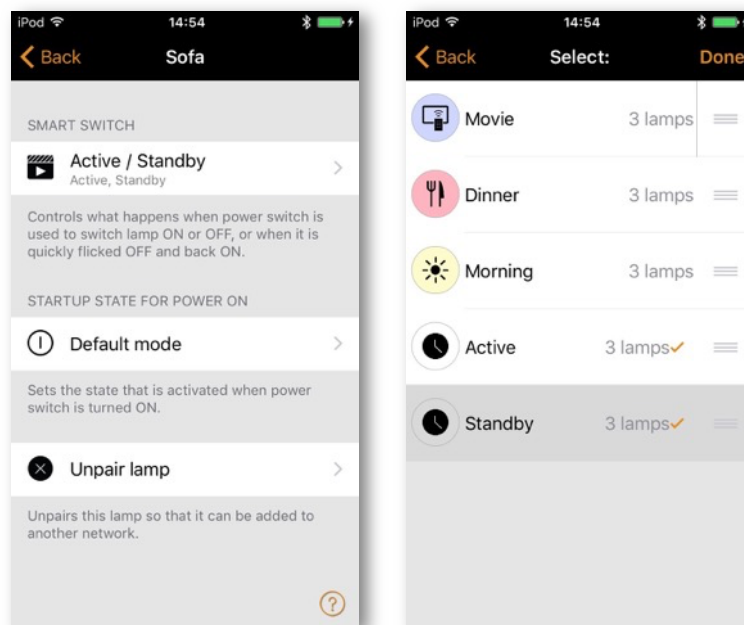 iPod 14:54
Back Sofa
SMART SWITCH
Active / Standby
Active, Standby
Controls what happens when power switch is
used to switch lamp ON or OFF, or when it is
quickly flicked OFF and back ON.
STARTUP STATE FOR POWER ON
Default mode
Sets the state that is activated when power
switch is turned ON.
Unpair lamp
Unpairs this lamp so that it can be added to
another network.
?
iPod 14:54
Back Select: Done
Movie 3 lamps
Dinner 3 lamps
Morning 3 lamps
Active 3 lamps
Standby 3 lamps